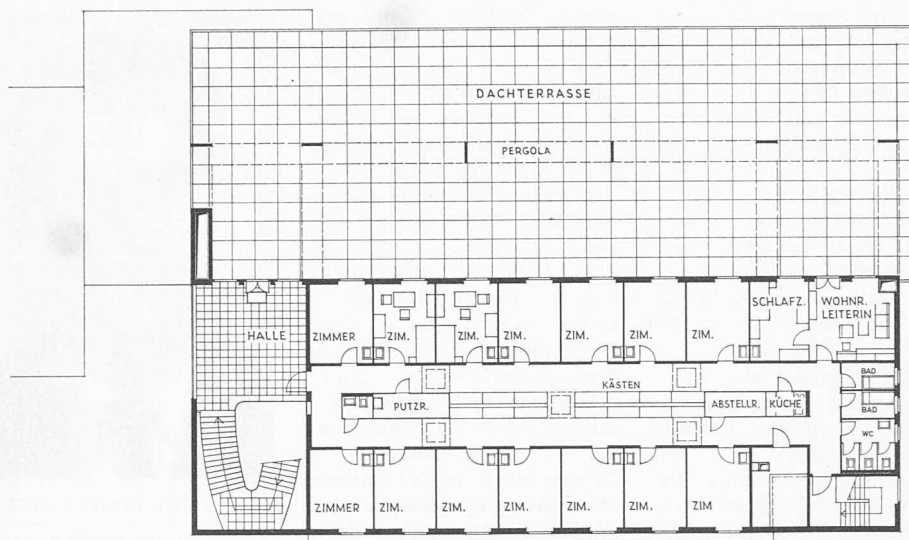 DACHTERRASSE
PERGOLA
HALLE
ZIMMER
ZIM.
ZIM.
ZIM.
ZIM.
ZIM.
ZIM.
SCHLAFZ.
WOHNR.
LEITERIN
KÄSTEN
PUTZR.
ABSTELLR.
KÜCHE
BAD
BAD
WC
ZIMMER
ZIM.
ZIM.
ZIM.
ZIM.
ZIM.
ZIM